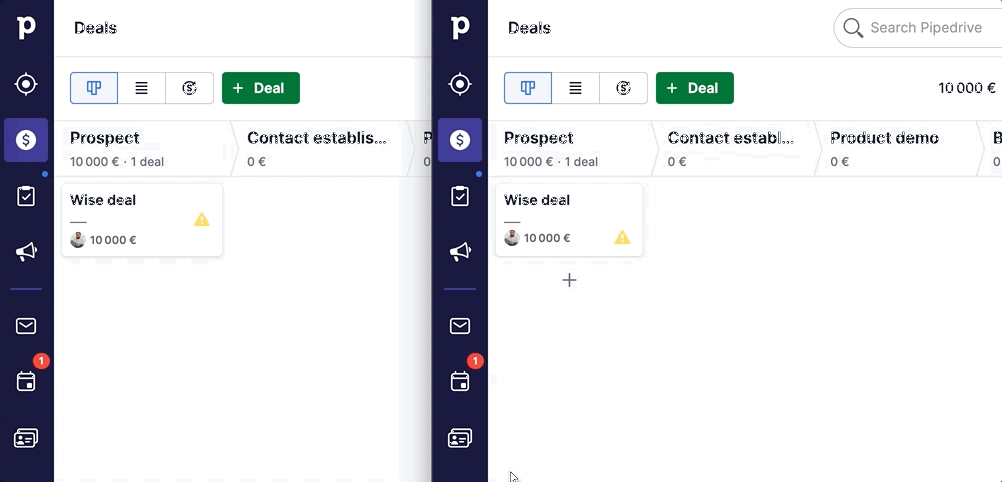 p
Deals
+ Deal
Prospect
10 000 € · 1 deal
Contact establis...
0 €
P
0
Wise deal
10 000 €
1
p
Deals
Search Pipedrive
+ Deal
10 000 €
Prospect
10 000 € · 1 deal
Contact establ...
0 €
Product demo
0 €
B
0
Wise deal
10 000 €
+
1